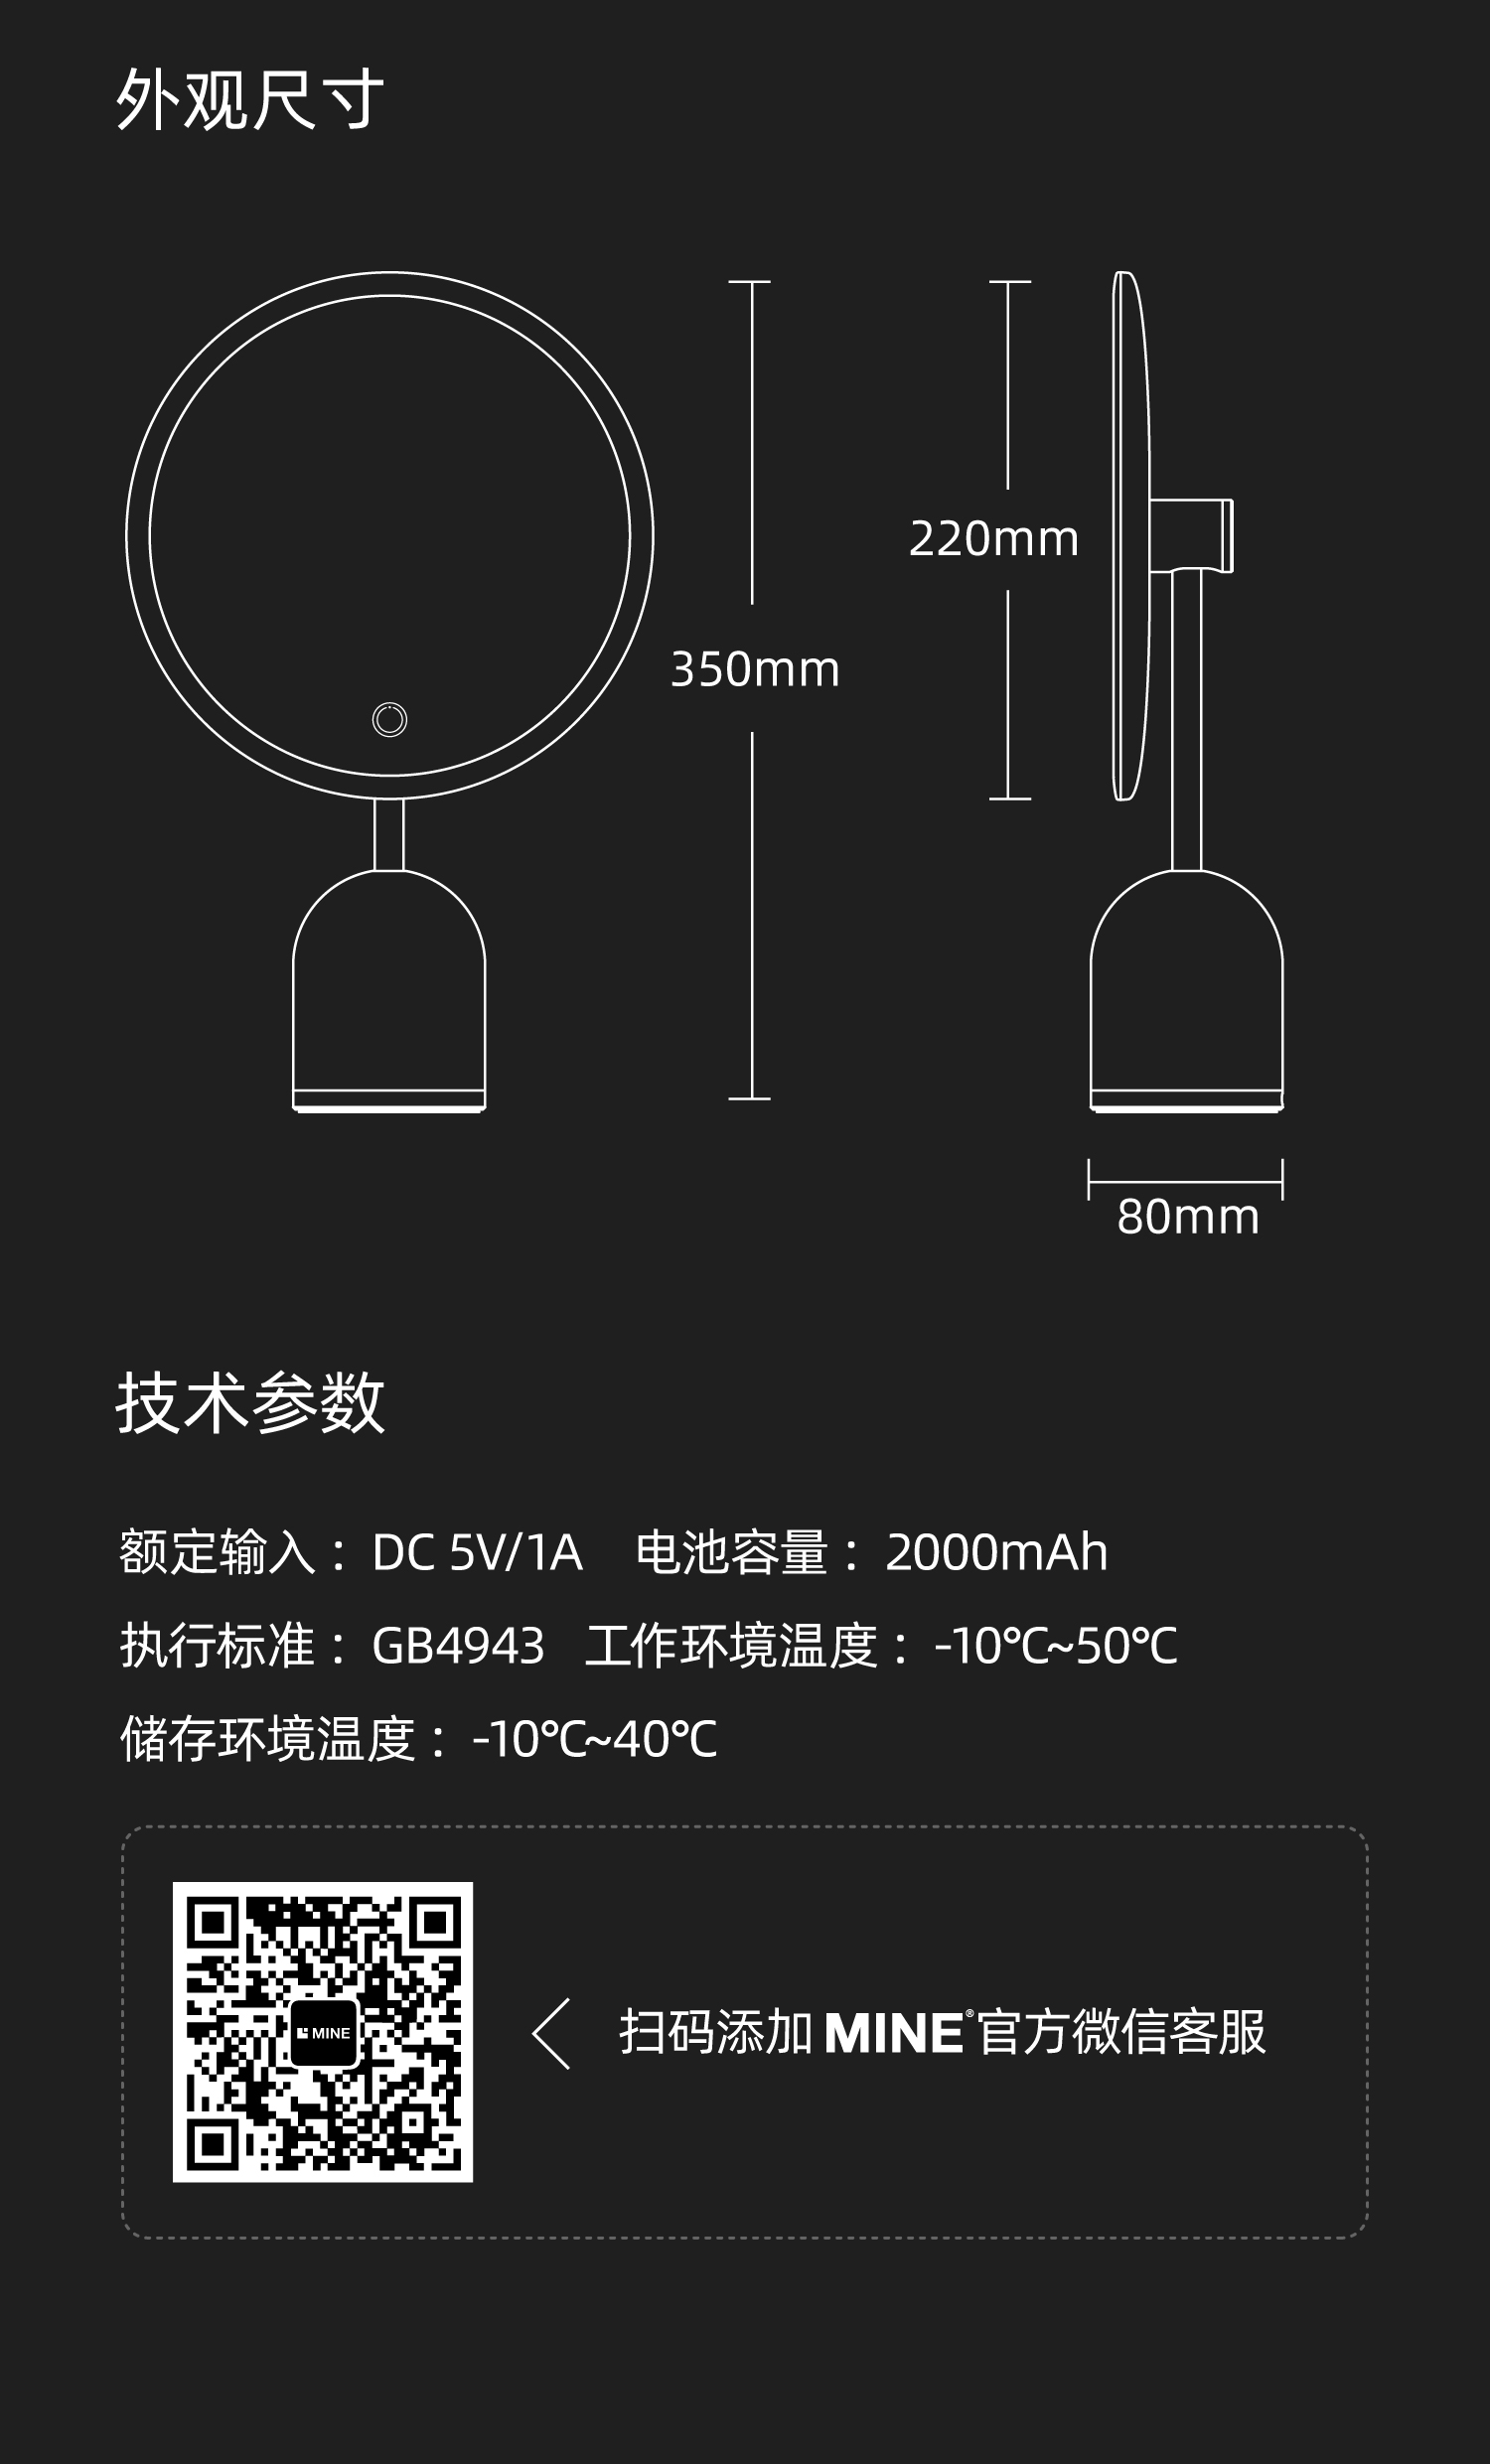 外观尺寸
220mm
350mm
80mm
技术参数
额定输入：DC 5V/1A 电池容量：2000mAh
执行标准：GB4943 工作环境温度：-10℃~50℃
储存环境温度：-10℃~40℃
MINE
扫码添加 MINE®官方微信客服